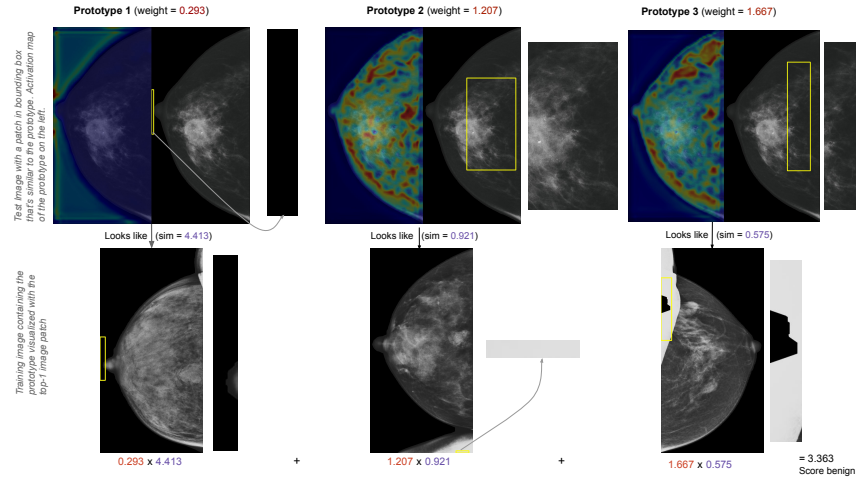 Prototype 1 (weight = 0.293)
Prototype 2 (weight = 1.207)
Prototype 3 (weight = 1.667)
Test Image with a patch in bounding box
that's similar to the prototype. Activation map
of the prototype on the left.
Looks like (sim = 4.413)
Looks like (sim = 0.921)
Looks like (sim = 0.575)
Training image containing the
prototype visualized with the
top-1 image patch
0.293 x 4.413 + 1.207 x 0.921 + 1.667 x 0.575 = 3.363
Score benign